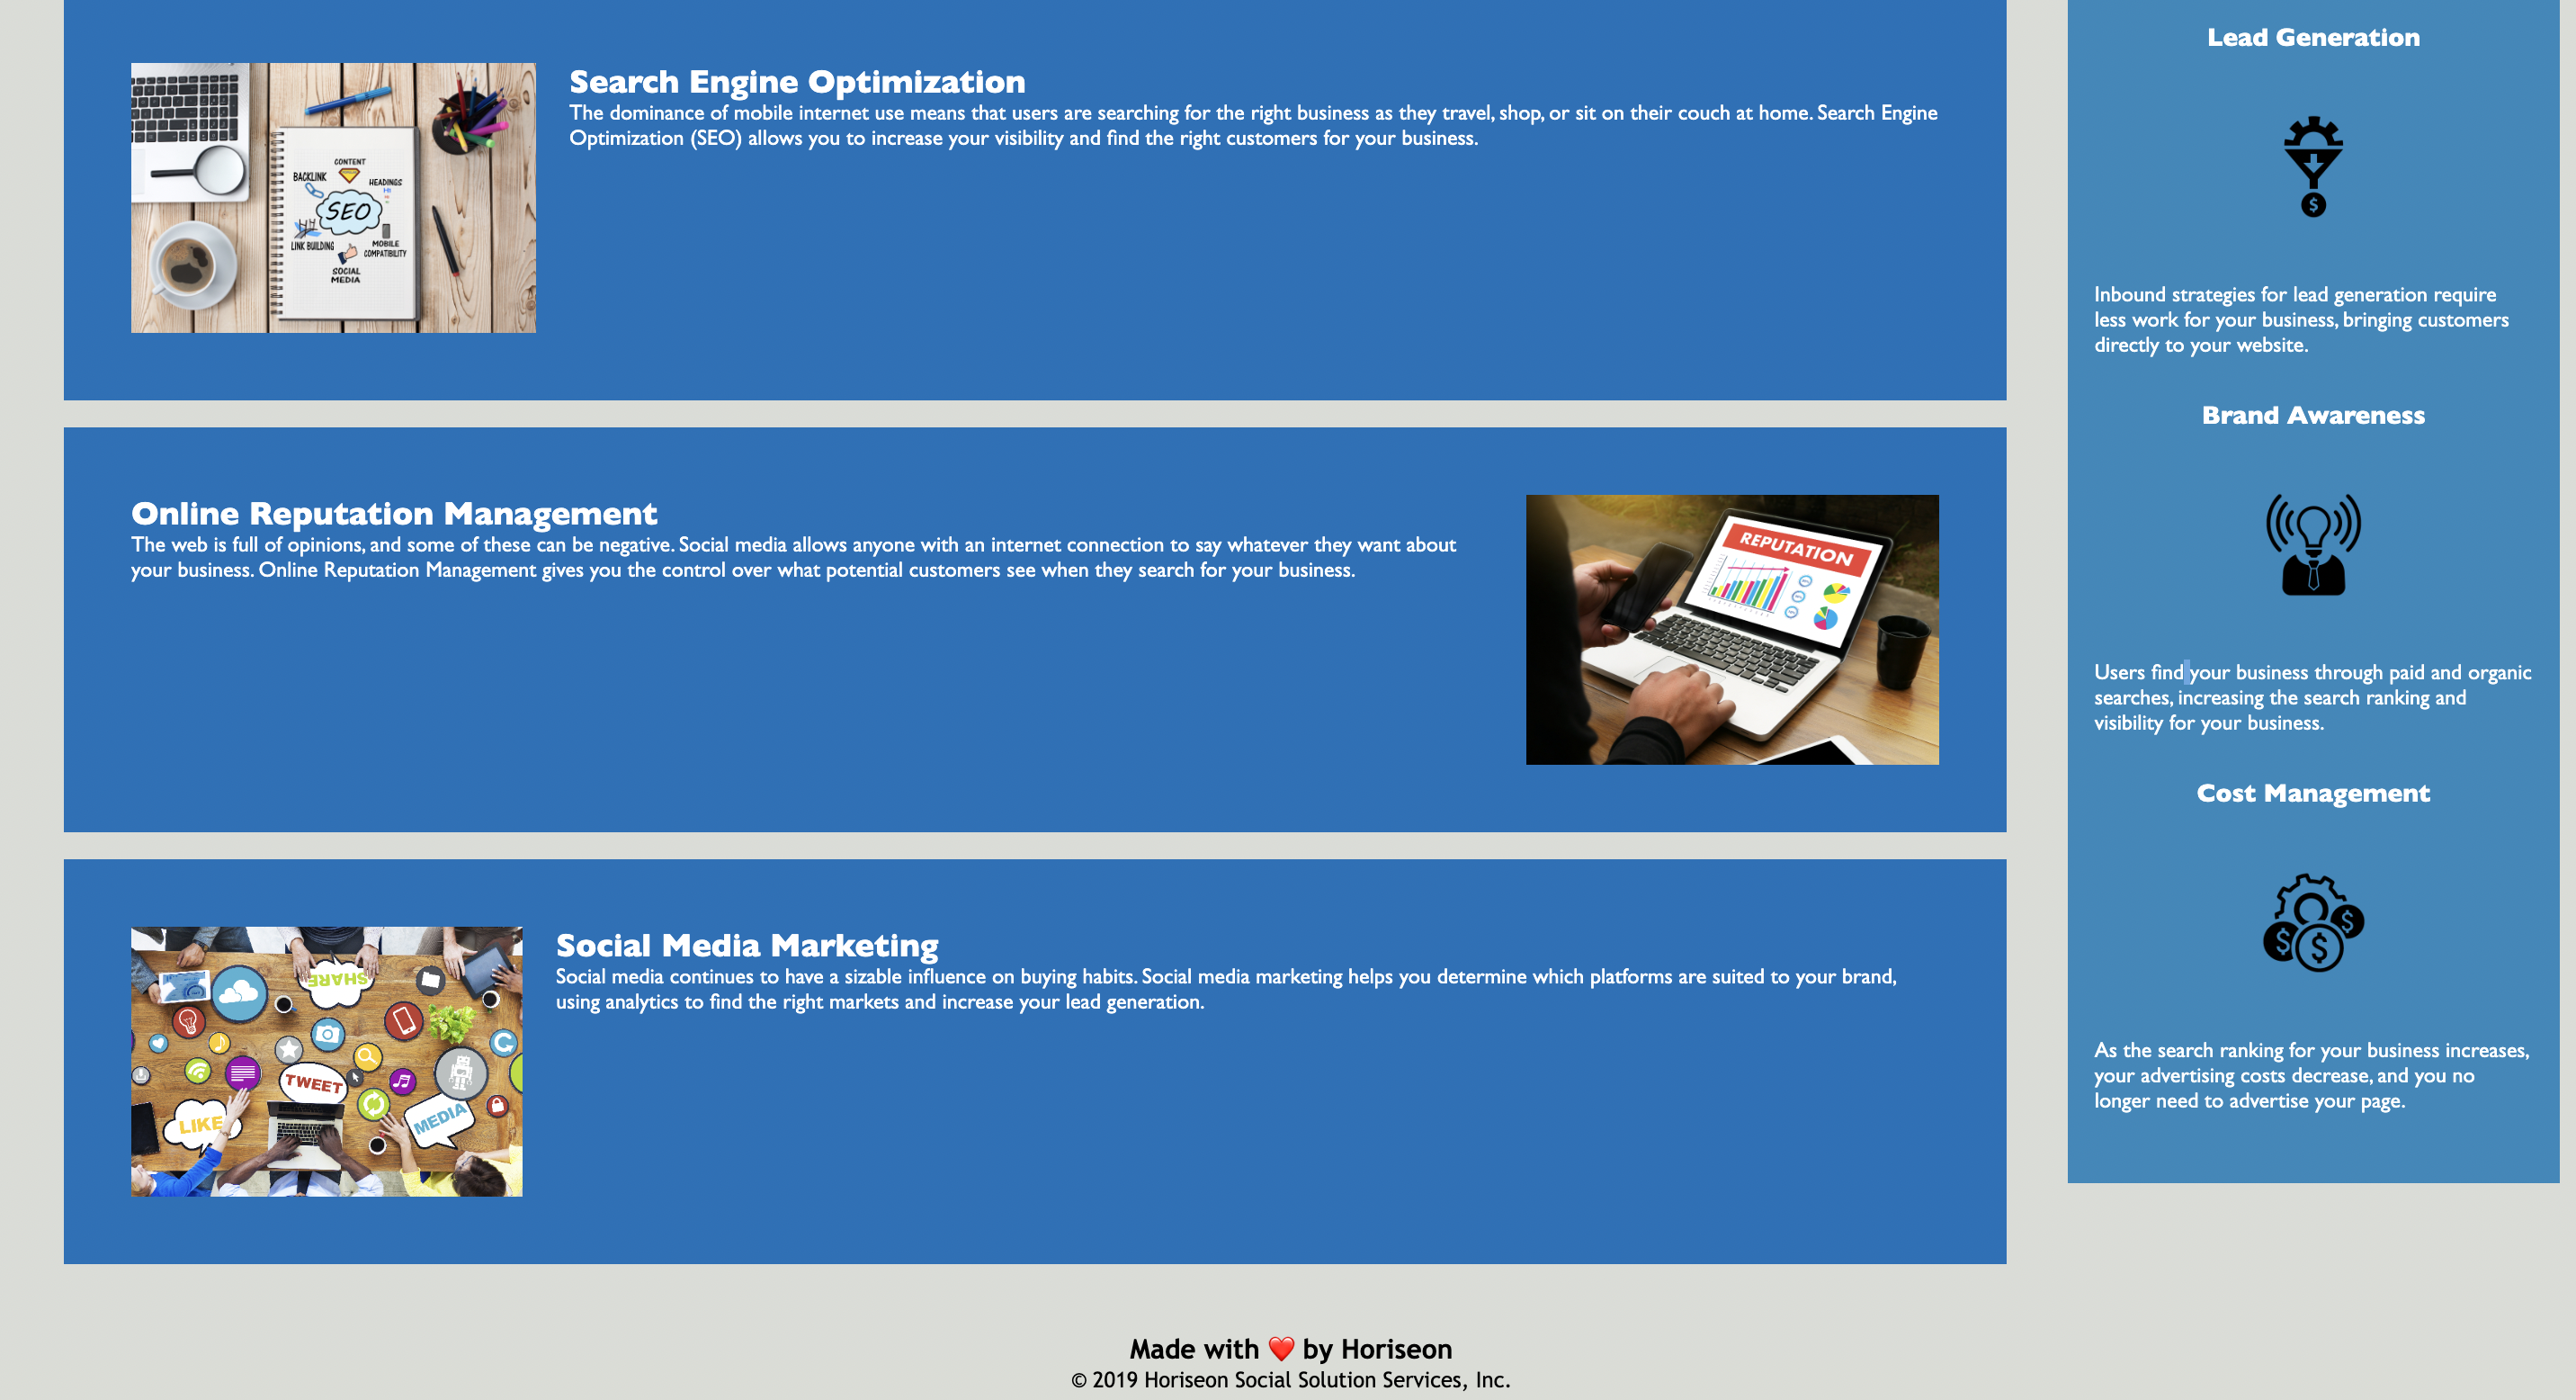 Search Engine Optimization
The dominance of mobile internet use means that users are searching for the right business as they travel, shop, or sit on their couch at home. Search Engine
Optimization (SEO) allows you to increase your visibility and find the right customers for your business.
CONTENT
BACKLINK
HEADINGS
H1
SEO
LINK BUILDING
MOBILE
COMPATIBILITY
SOCIAL
MEDIA
Online Reputation Management
The web is full of opinions, and some of these can be negative. Social media allows anyone with an internet connection to say whatever they want about
your business. Online Reputation Management gives you the control over what potential customers see when they search for your business.
REPUTATION
Social Media Marketing
Social media continues to have a sizable influence on buying habits. Social media marketing helps you determine which platforms are suited to your brand,
using analytics to find the right markets and increase your lead generation.
SHARE
TWEET
LIKE
MEDIA
Lead Generation
$
Inbound strategies for lead generation require
less work for your business, bringing customers
directly to your website.
Brand Awareness
Users find your business through paid and organic
searches, increasing the search ranking and
visibility for your business.
Cost Management
$ $ $
As the search ranking for your business increases,
your advertising costs decrease, and you no
longer need to advertise your page.
Made with ❤️ by Horiseon
© 2019 Horiseon Social Solution Services, Inc.